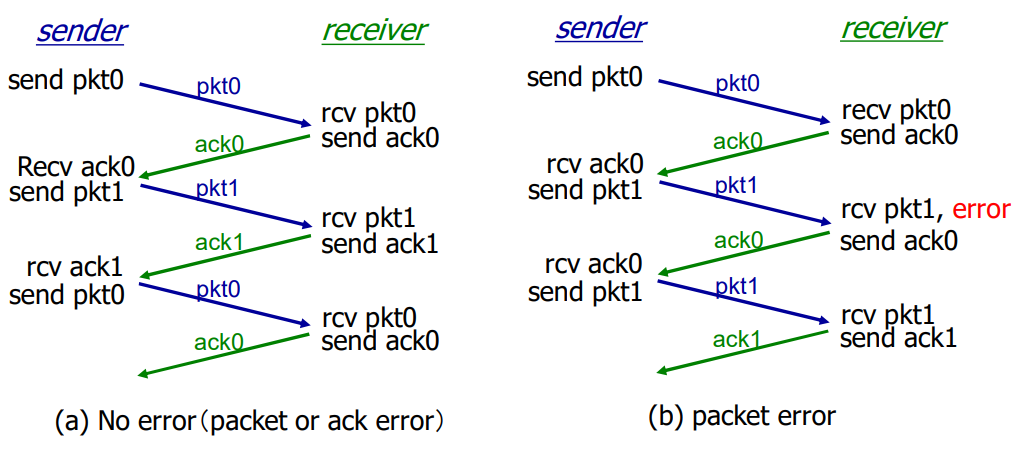 sender
receiver
send pkt0
pkt0
rcv pkt0
send ack0
ack0
Recv ack0
send pkt1
pkt1
rcv pkt1
send ack1
ack1
rcv ack1
send pkt0
pkt0
rcv pkt0
send ack0
ack0
(a) No error（packet or ack error）
sender
receiver
send pkt0
pkt0
recv pkt0
send ack0
ack0
rcv ack0
send pkt1
pkt1
rcv pkt1, error
send ack0
ack0
rcv ack0
send pkt1
pkt1
rcv pkt1
send ack1
ack1
(b) packet error